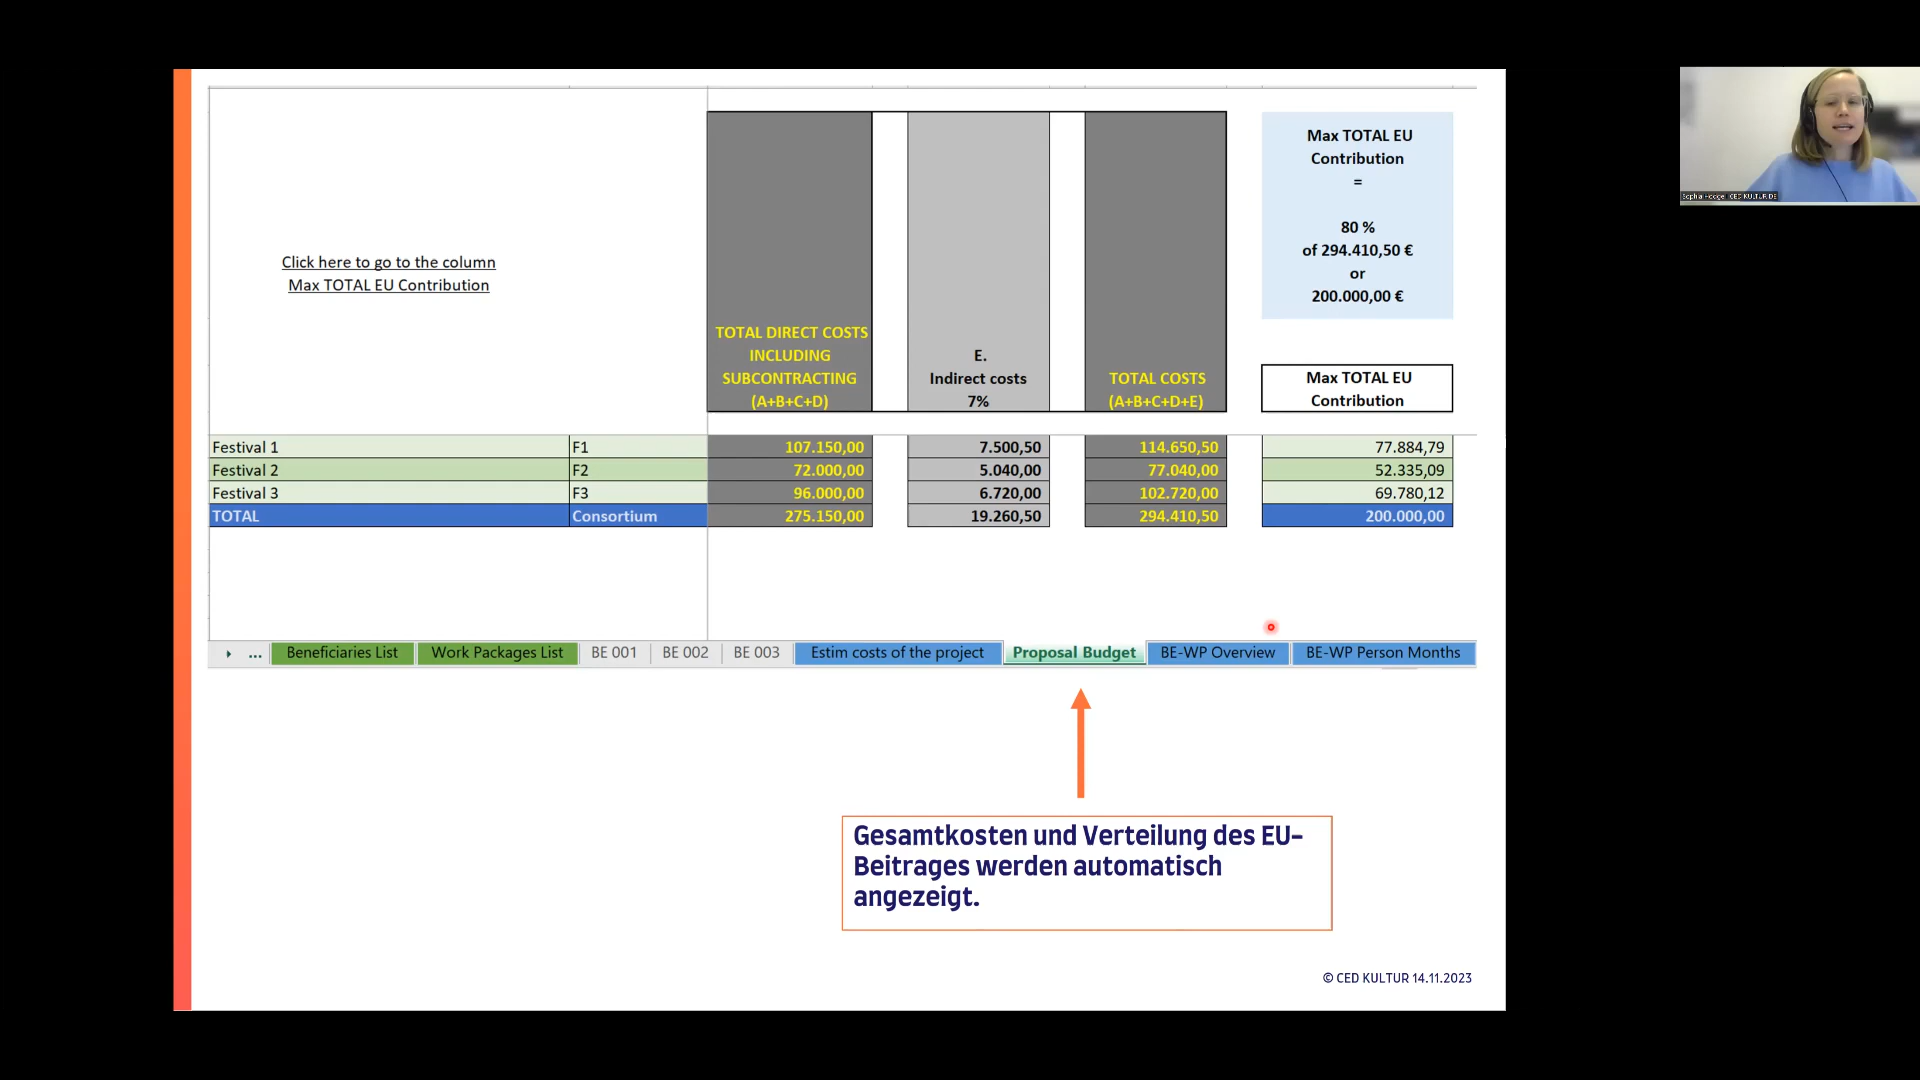 Click here to go to the column
Max TOTAL EU Contribution
TOTAL DIRECT COSTS
INCLUDING
SUBCONTRACTING
(A+B+C+D)
E.
Indirect costs
7%
TOTAL COSTS
(A+B+C+D+E)
Max TOTAL EU
Contribution
=
80 %
of 294.410,50 €
or
200.000,00 €
Max TOTAL EU
Contribution
Festival 1 F1 107.150,00 7.500,50 114.650,50 77.884,79
Festival 2 F2 72.000,00 5.040,00 77.040,00 52.335,09
Festival 3 F3 96.000,00 6.720,00 102.720,00 69.780,12
TOTAL Consortium 275.150,00 19.260,50 294.410,50 200.000,00
... Beneficiaries List Work Packages List BE 001 BE 002 BE 003 Estim costs of the project Proposal Budget BE-WP Overview BE-WP Person Months
Gesamtkosten und Verteilung des EU-
Beitrages werden automatisch
angezeigt.
© CED KULTUR 14.11.2023